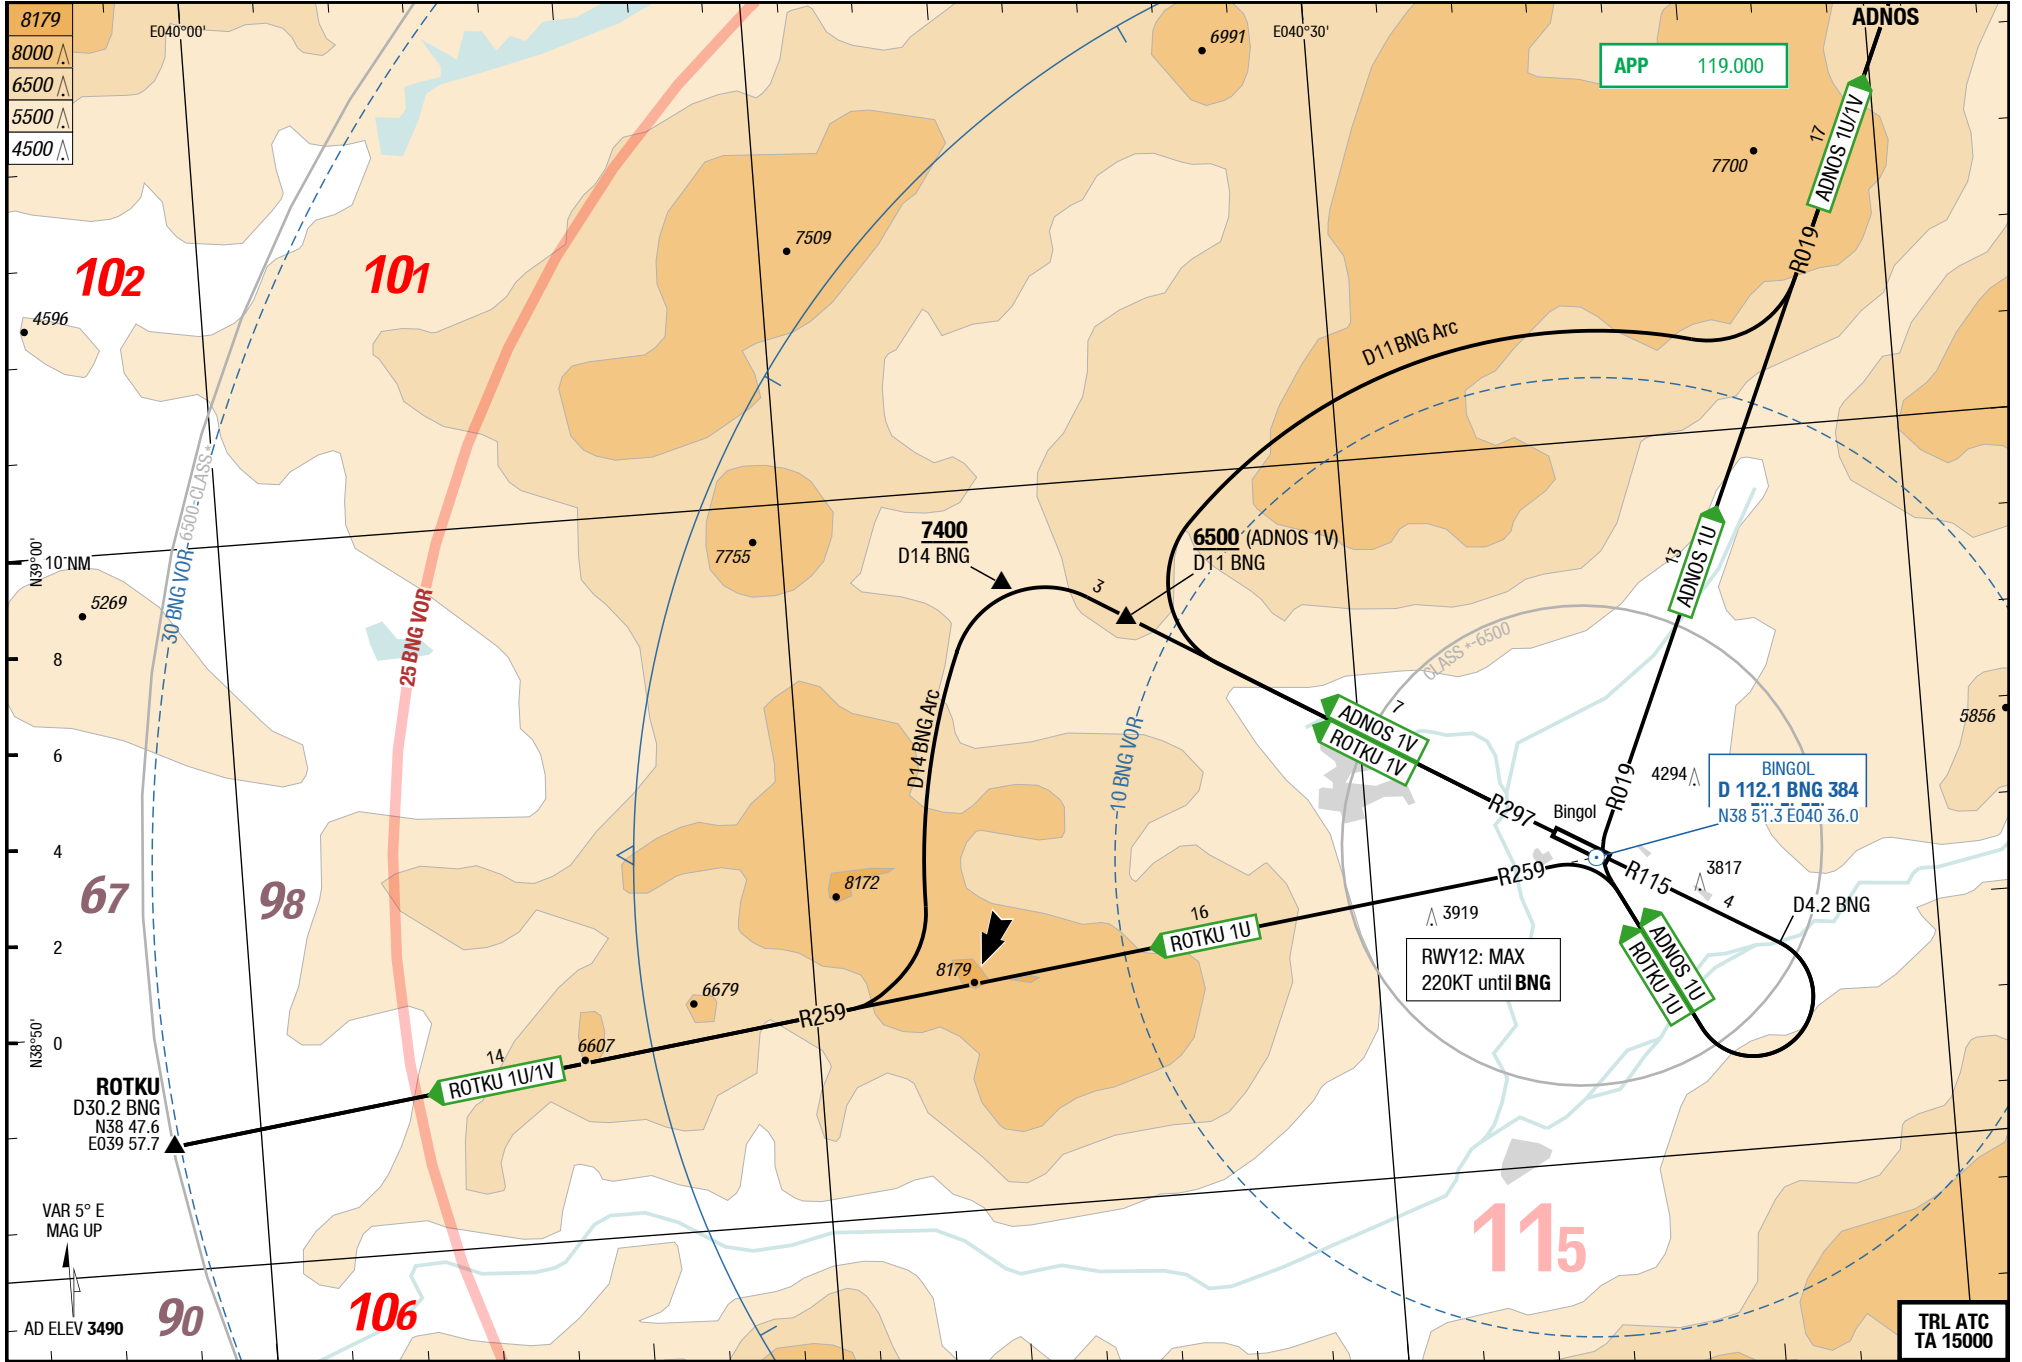 8179
8000
6500
5500
4500
E040°00'
E040°30'
6991
ADNOS
APP 119.000
17
ADNOS 1U/1V
7700
R019
7509
102
101
4596
D11 BNG Arc
30 BNG VOR
6500-CLASS *
N39°00'
10 NM
8
6
4
2
0
N38°50'
5269
25 BNG VOR
7755
7400
D14 BNG
3
6500 (ADNOS 1V)
D11 BNG
13
ADNOS 1U
CLASS *-6500
5856
D14 BNG Arc
10 BNG VOR
7
ADNOS 1V
ROTKU 1V
R297
Bingol
R019
4294
BINGOL
D 112.1 BNG 384
N38 51.3 E040 36.0
67
98
8172
R259
R115
3817
4
D4.2 BNG
3919
16
ROTKU 1U
8179
RWY12: MAX
220KT until BNG
ADNOS 1U
ROTKU 1U
6679
R259
6607
14
ROTKU 1U/1V
ROTKU
D30.2 BNG
N38 47.6
E039 57.7
VAR 5° E
MAG UP
AD ELEV 3490
90
106
115
TRL ATC
TA 15000